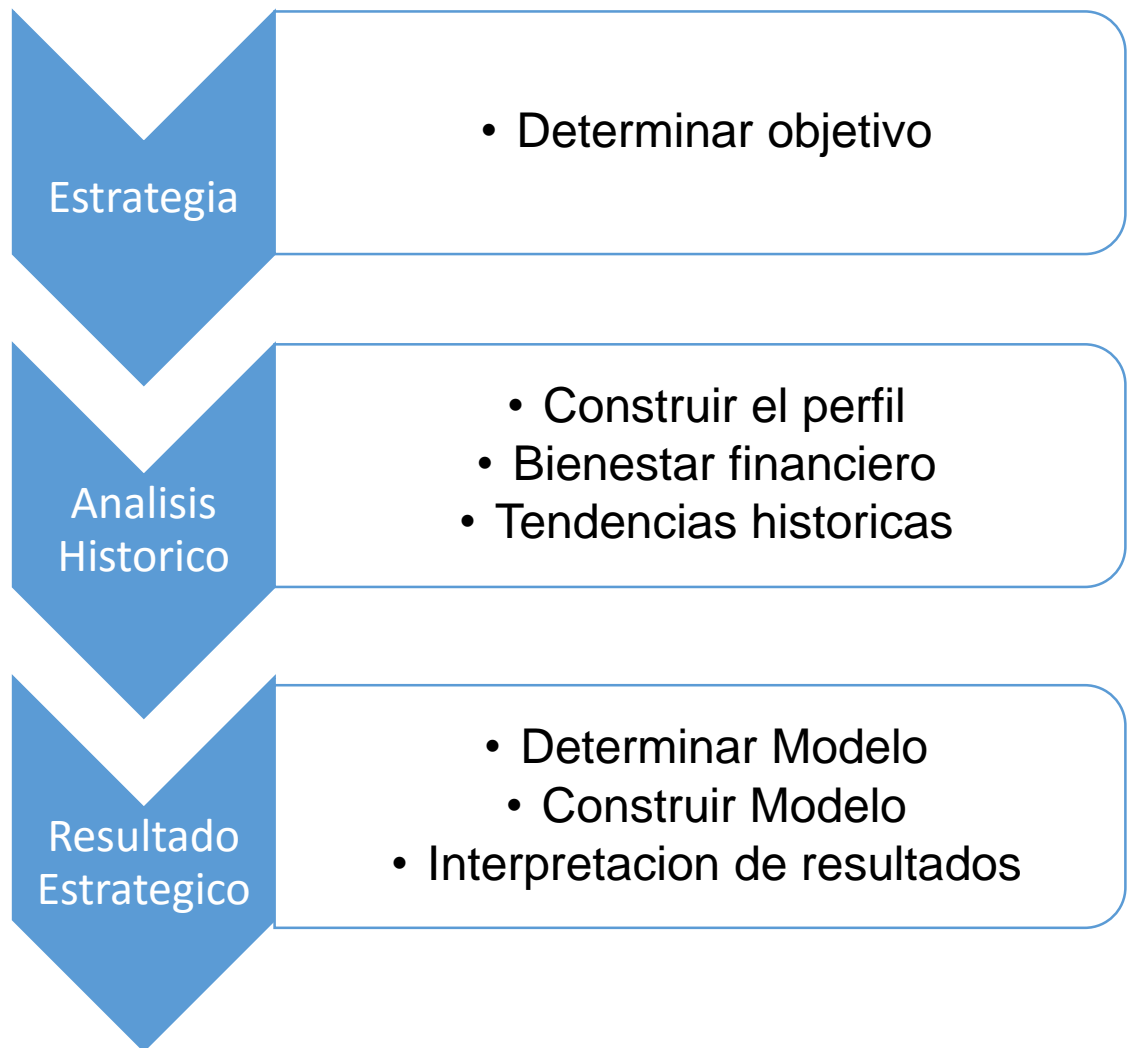 Estrategia
• Determinar objetivo
Analisis
Historico
• Construir el perfil
• Bienestar financiero
• Tendencias historicas
Resultado
Estrategico
• Determinar Modelo
• Construir Modelo
• Interpretacion de resultados